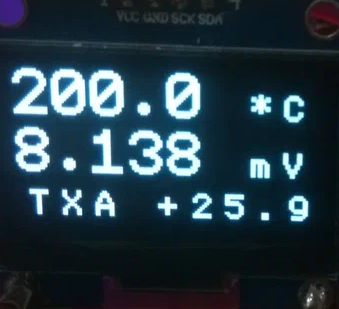 VCC GND SCK SDA
200.0 *C
8.138 mV
TXA +25.9